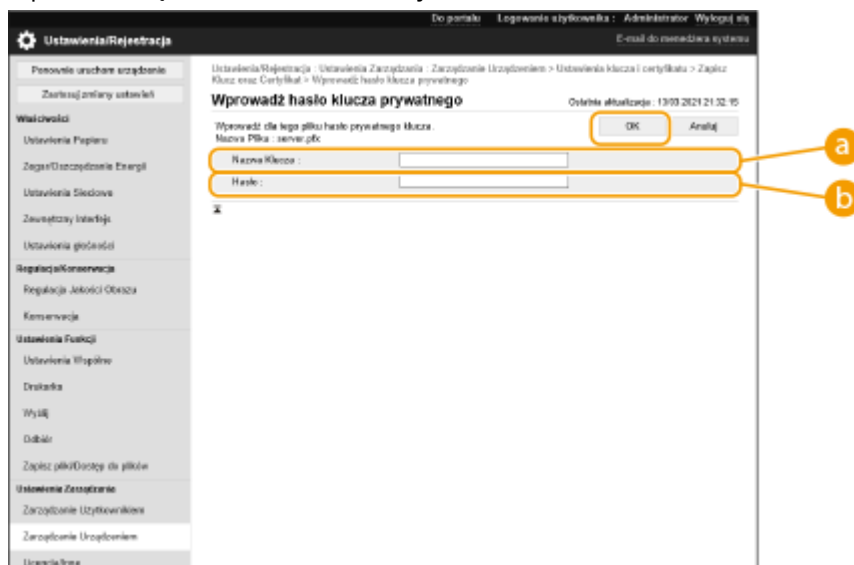 Do portalu Logowanie użytkownika : Administrator Wyloguj się
Ustawienia/Rejestracja
E-mail do menedżera systemu
Ponownie uruchom urządzenie
Zastosuj zmiany ustawień
Właściwości
Ustawienia Papieru
Zegar/Oszczędzanie Energii
Ustawienia Sieciowe
Zewnętrzny Interfejs
Ustawienia głośności
Regulacja/Konserwacja
Regulacja Jakości Obrazu
Konserwacja
Ustawienia Funkcji
Ustawienia Wspólne
Drukarka
Wyślij
Odbiór
Zapisz pliki/Dostęp do plików
Ustawienia Zarządzania
Zarządzanie Użytkownikiem
Zarządzanie Urządzeniem
Licencja/Inne
Ustawienia/Rejestracja : Ustawienia Zarządzania : Zarządzanie Urządzeniem > Ustawienia klucza i certyfikatu > Zapisz
Klucz oraz Certyfikat > Wprowadź hasło klucza prywatnego
Wprowadź hasło klucza prywatnego
Ostatnia aktualizacja : 13/03 2021 21:32:15
Wprowadź dla tego pliku hasło prywatnego klucza.
Nazwa Pliku : server.pfx
OK Anuluj
Nazwa Klucza :
a
Hasło :
b